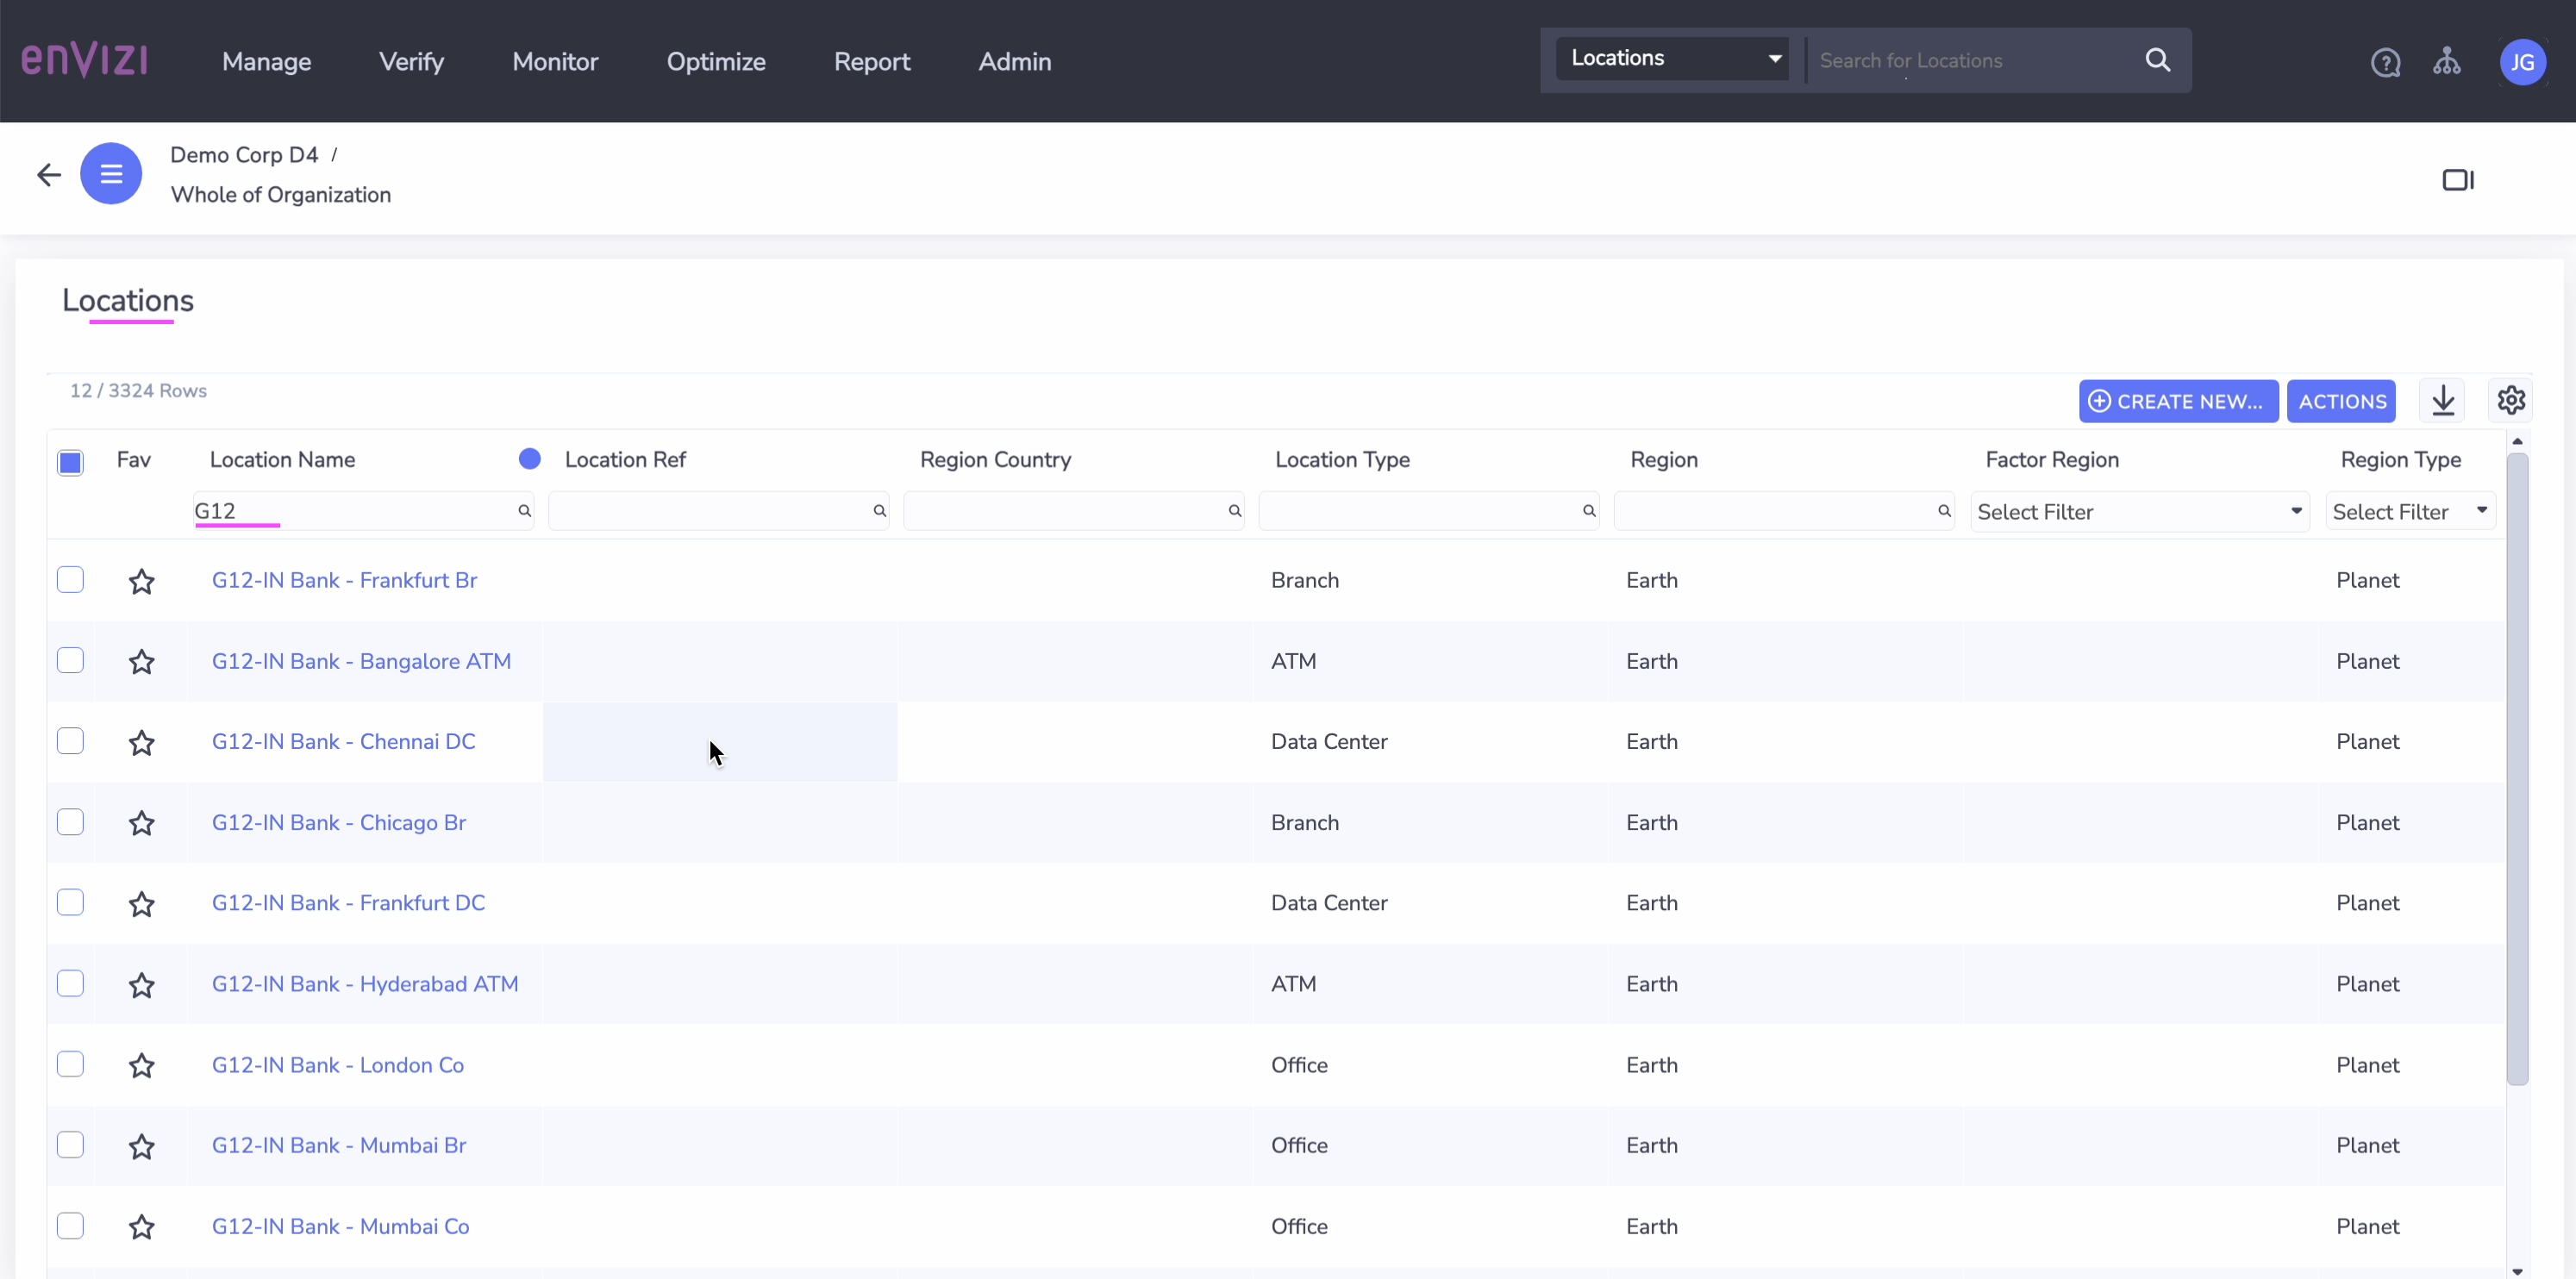 enVIZI Manage Verify Monitor Optimize Report Admin Locations Search for Locations JG
Demo Corp D4 /
Whole of Organization
Locations
12 / 3324 Rows CREATE NEW... ACTIONS
Fav Location Name Location Ref Region Country Location Type Region Factor Region Region Type
G12 Select Filter Select Filter
G12-IN Bank - Frankfurt Br Branch Earth Planet
G12-IN Bank - Bangalore ATM ATM Earth Planet
G12-IN Bank - Chennai DC Data Center Earth Planet
G12-IN Bank - Chicago Br Branch Earth Planet
G12-IN Bank - Frankfurt DC Data Center Earth Planet
G12-IN Bank - Hyderabad ATM ATM Earth Planet
G12-IN Bank - London Co Office Earth Planet
G12-IN Bank - Mumbai Br Office Earth Planet
G12-IN Bank - Mumbai Co Office Earth Planet